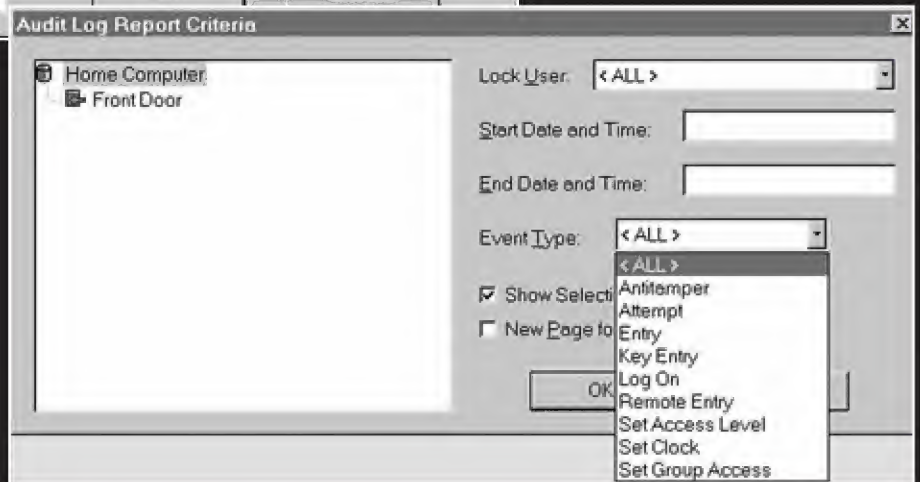 Audit Log Report Criteria
Home Computer
Front Door
Lock User: < ALL >
Start Date and Time:
End Date and Time:
Event Type: < ALL >
< ALL >
Antitamper
Attempt
Entry
Key Entry
Log On
Remote Entry
Set Access Level
Set Clock
Set Group Access
Show Selecti
New Page fo
OK